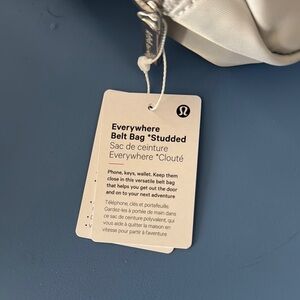 Everywhere
Belt Bag *Studded
Sac de ceinture
Everywhere *Clouté
Phone, keys, wallet. Keep them
close in this versatile belt bag
that helps you get out the door
and on to your next adventure
Téléphone, clés et portefeuille.
Gardez-les à portée de main dans
ce sac de ceinture polyvalent, qui
vous aide à quitter la maison en
vitesse pour partir à l'aventure